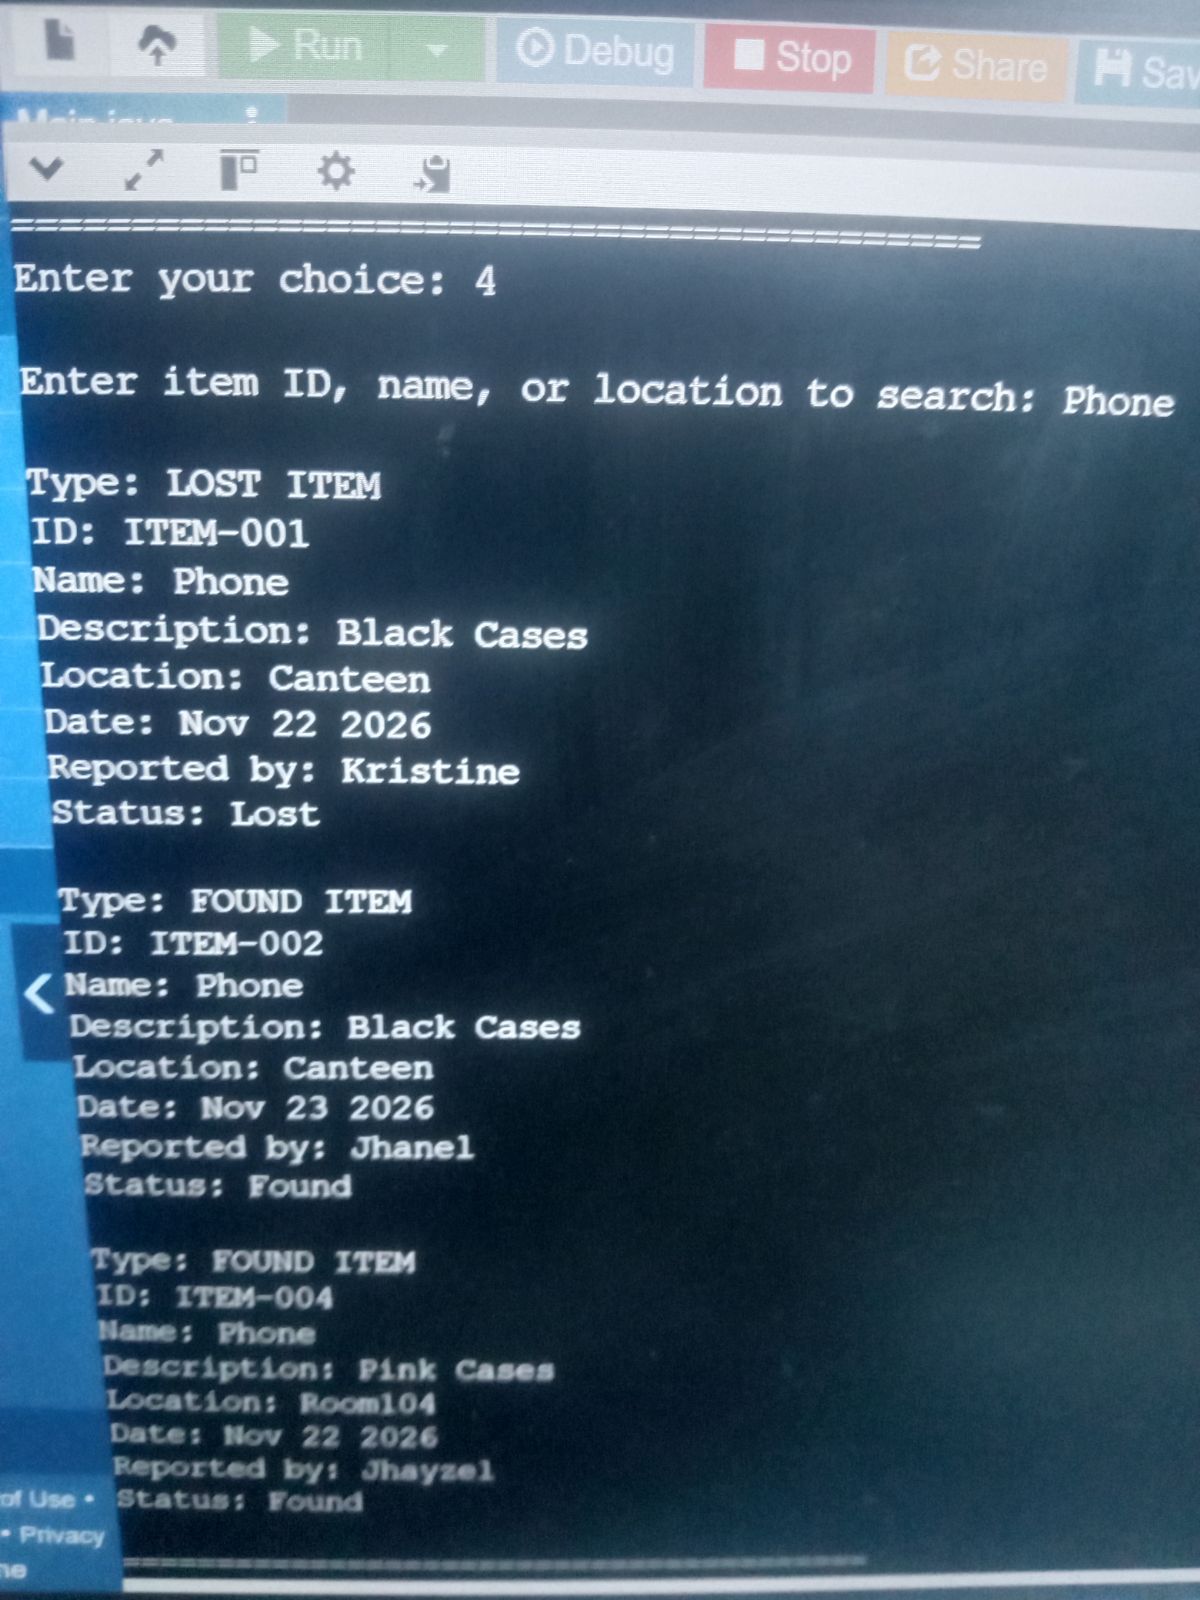 Run
Debug
Stop
Share
Sav
Main.java
==================================================
Enter your choice: 4
Enter item ID, name, or location to search: Phone
Type: LOST ITEM
ID: ITEM-001
Name: Phone
Description: Black Cases
Location: Canteen
Date: Nov 22 2026
Reported by: Kristine
Status: Lost
Type: FOUND ITEM
ID: ITEM-002
Name: Phone
Description: Black Cases
Location: Canteen
Date: Nov 23 2026
Reported by: Jhanel
Status: Found
Type: FOUND ITEM
ID: ITEM-004
Name: Phone
Description: Pink Cases
Location: Room104
Date: Nov 22 2026
Reported by: Jhayzel
Status: Found
of Use •
• Privacy